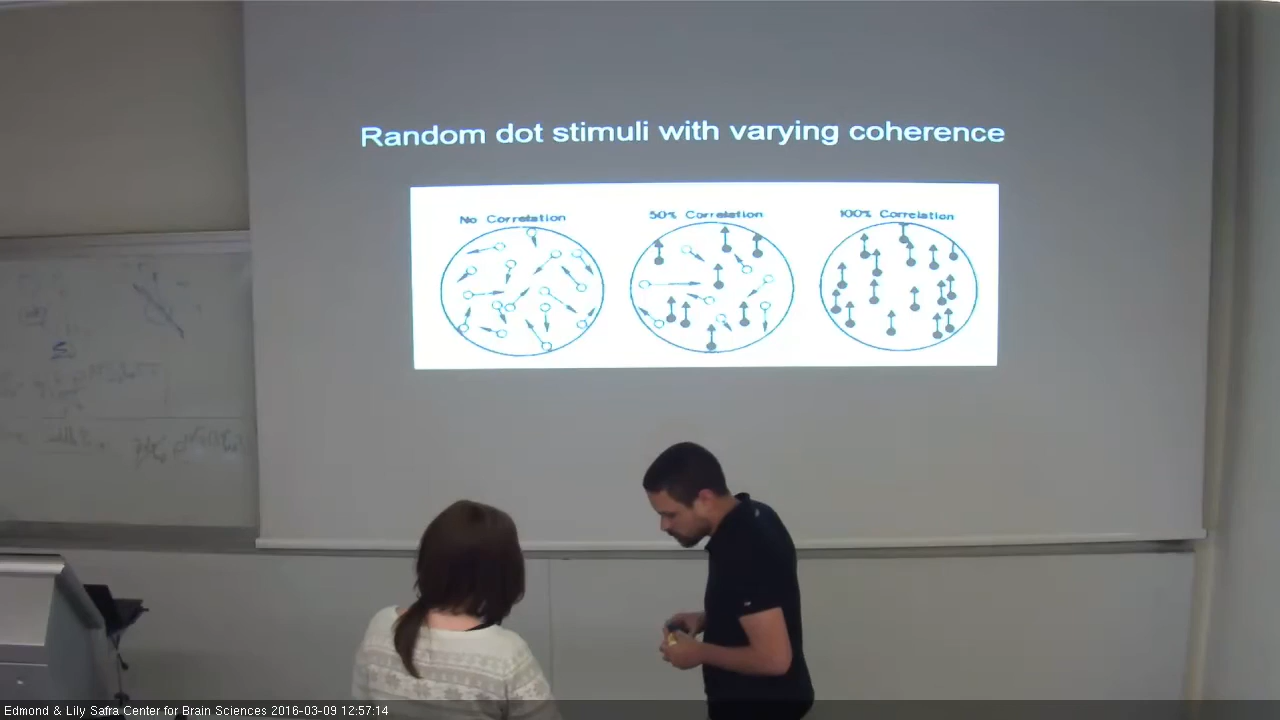 Random dot stimuli with varying coherence
No Correlation
50% Correlation
100% Correlation
Edmond & Lily Safra Center for Brain Sciences 2016-03-09 12:57:14